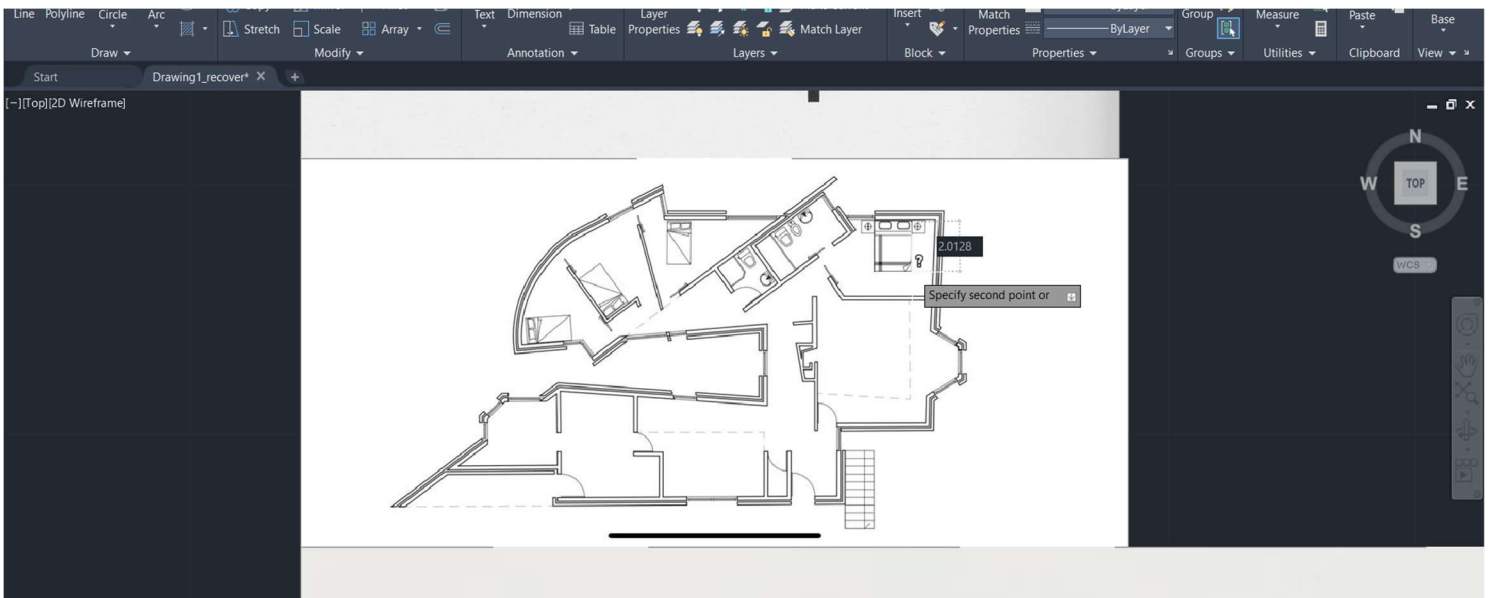 Line Polyline Circle Arc
Stretch Scale Array
Text Dimension
Table
Layer
Properties
Match Layer
Insert
Match
Properties
ByLayer
Group
Measure
Paste
Base
Draw Modify Annotation Layers Block Properties Groups Utilities Clipboard View
Start Drawing1_recover* +
[−][Top][2D Wireframe]
N
W TOP E
S
WCS
2.0128
Specify second point or